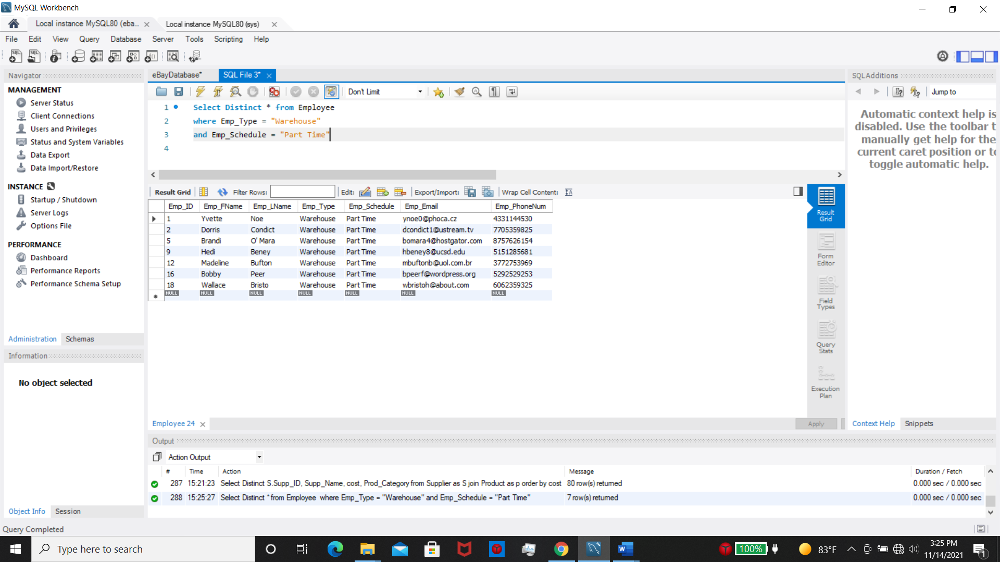 MySQL Workbench
Local instance MySQL80 (eba...
Local instance MySQL80 (sys)
File Edit View Query Database Server Tools Scripting Help
Navigator
MANAGEMENT
Server Status
Client Connections
Users and Privileges
Status and System Variables
Data Export
Data Import/Restore
INSTANCE
Startup / Shutdown
Server Logs
Options File
PERFORMANCE
Dashboard
Performance Reports
Performance Schema Setup
Administration Schemas
Information
No object selected
Object Info Session
eBayDatabase* SQL File 3*
Don't Limit
1 Select Distinct * from Employee
2 where Emp_Type = "Warehouse"
3 and Emp_Schedule = "Part Time"
4
Result Grid Filter Rows: Edit: Export/Import: Wrap Cell Content:
Emp_ID Emp_FName Emp_LName Emp_Type Emp_Schedule Emp_Email Emp_PhoneNum
1 Yvette Noe Warehouse Part Time ynoe0@phoca.cz 4331144530
2 Dorris Condict Warehouse Part Time dcondict1@ustream.tv 7705359825
5 Brandi O' Mara Warehouse Part Time bomara4@hostgator.com 8757626154
9 Hedi Beney Warehouse Part Time hbeney8@ucsd.edu 5151285681
12 Madeline Bufton Warehouse Part Time mbuftonb@uol.com.br 3772753969
16 Bobby Peer Warehouse Part Time bpeerf@wordpress.org 5292529253
18 Wallace Bristo Warehouse Part Time wbristoh@about.com 6062359325
NULL NULL NULL NULL NULL NULL NULL
Result
Grid
Form
Editor
Field
Types
Query
Stats
Execution
Plan
Employee 24
Apply
SQLAdditions
Jump to
Automatic context help is
disabled. Use the toolbar t
manually get help for the
current caret position or to
toggle automatic help.
Context Help Snippets
Output
Action Output
# Time Action Message Duration / Fetch
287 15:21:23 Select Distinct S.Supp_ID, Supp_Name, cost, Prod_Category from Supplier as S join Product as p order by cost 80 row(s) returned 0.000 sec / 0.000 sec
288 15:25:27 Select Distinct * from Employee where Emp_Type = "Warehouse" and Emp_Schedule = "Part Time" 7 row(s) returned 0.000 sec / 0.000 sec
Query Completed
Type here to search
100%
83°F
3:25 PM
11/14/2021
1